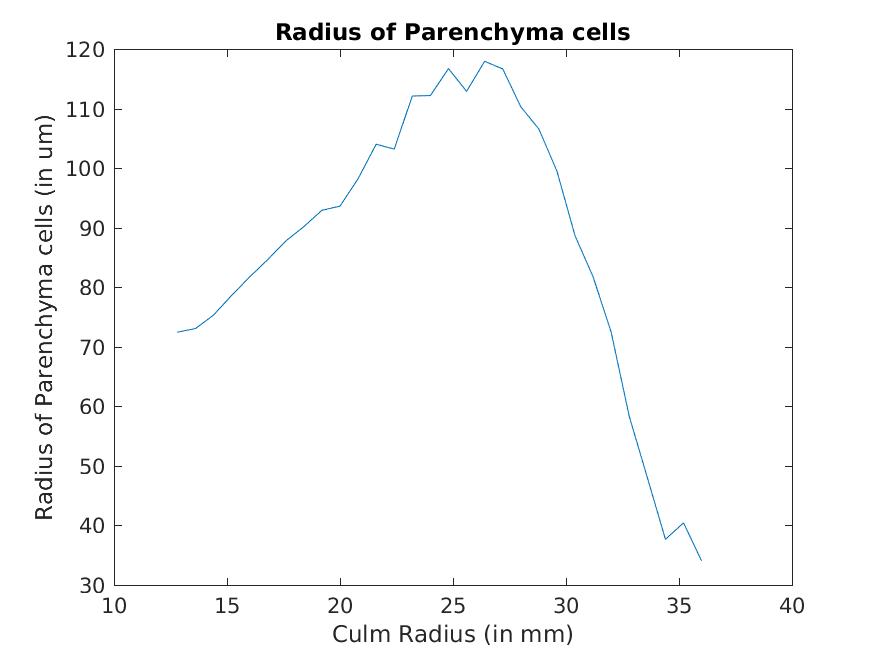 Radius of Parenchyma cells
120
110
100
90
80
70
60
50
40
30
Radius of Parenchyma cells (in um)
10 15 20 25 30 35 40
Culm Radius (in mm)